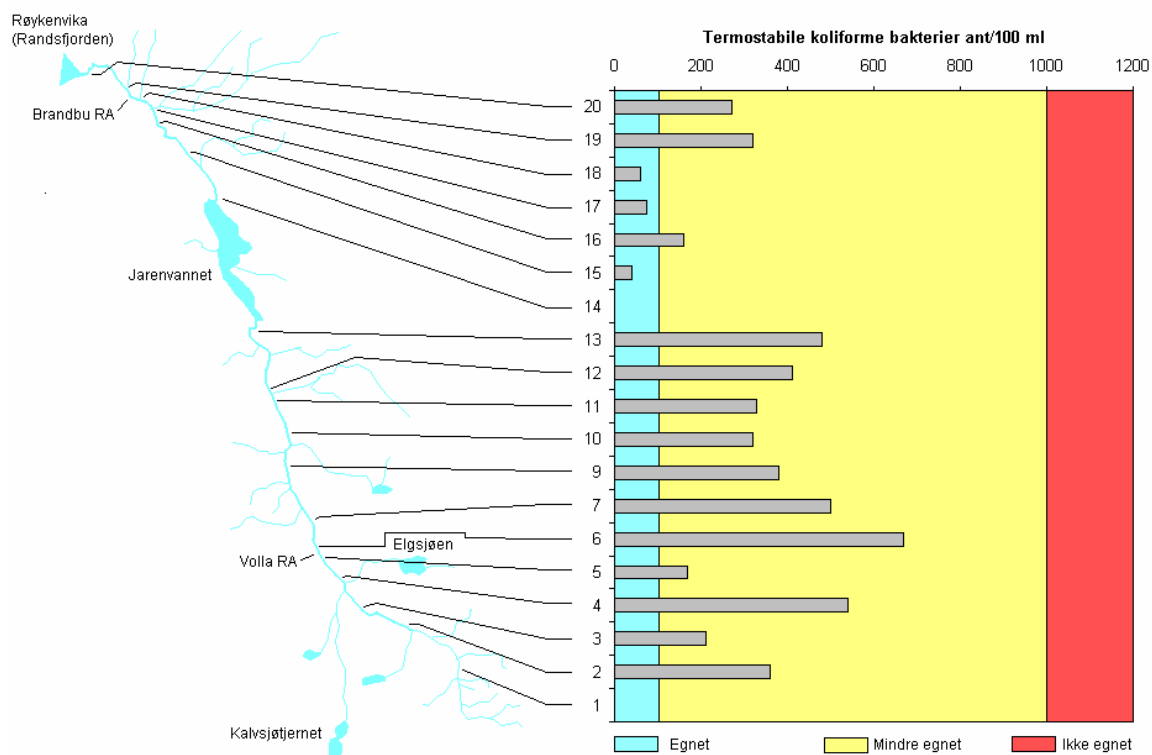 Røykenvika
(Randsfjorden)
Brandbu RA
Jarenvannet
Volla RA
Elgsjøen
Kalvsjøtjernet
Termostabile koliforme bakterier ant/100 ml
0 200 400 600 800 1000 1200
20
19
18
17
16
15
14
13
12
11
10
9
7
6
5
4
3
2
1
Egnet Mindre egnet Ikke egnet